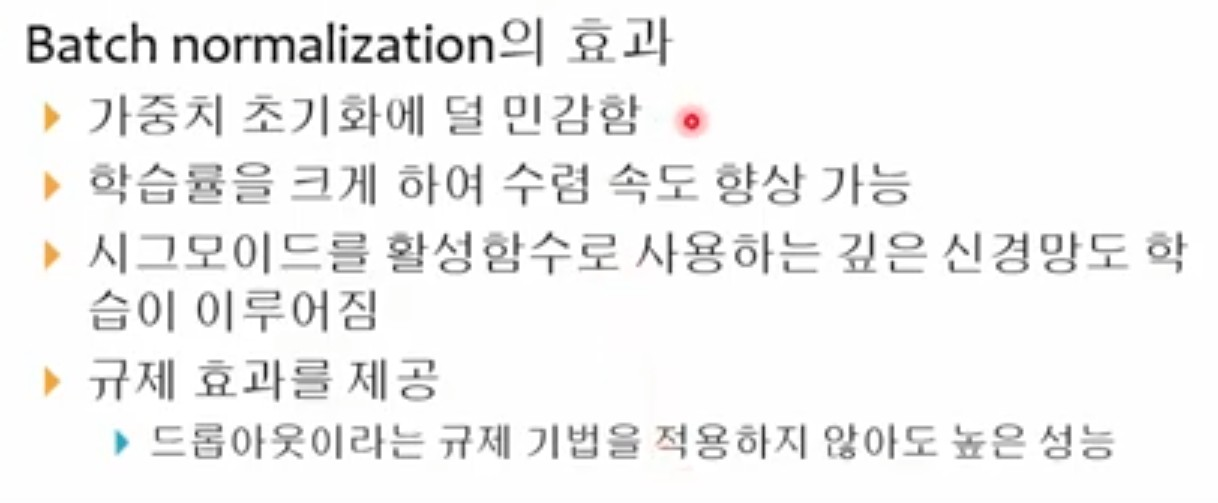 Batch normalization의 효과
가중치 초기화에 덜 민감함
학습률을 크게 하여 수렴 속도 향상 가능
시그모이드를 활성함수로 사용하는 깊은 신경망도 학
습이 이루어짐
규제 효과를 제공
드롭아웃이라는 규제 기법을 적용하지 않아도 높은 성능